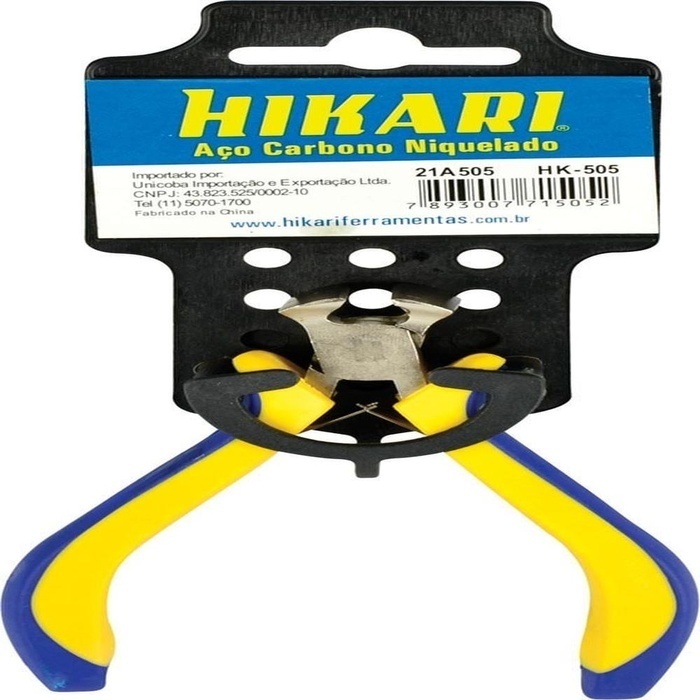 HIKARI®
Aço Carbono Niquelado
Importado por:
Unicoba Importação e Exportação Ltda.
CNPJ: 43.823.525/0002-10
Tel (11) 5070-1700
Fabricado na China
21A505 HK-505
7 893007 715052
www.hikariferramentas.com.br